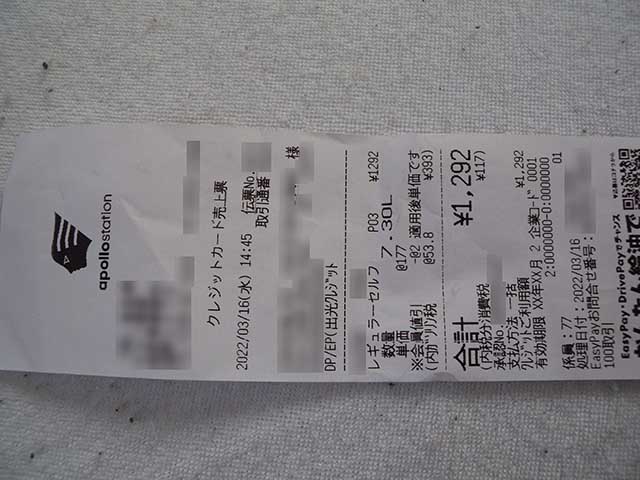 apollostation
クレジットカード売上票
2022/03/16(水) 14:45 伝票No.
取引通番
様
DP/EP(出光クレジット
レギュラーセルフ P03 ¥1292
数量 7.30L
単価 @177
※会員値引 -02 適用後単価です
(内ガソリン税 @53.8 ¥393)
合計 ¥1,292
(内税分消費税 ¥117)
承認No.
支払方法 一括
クレジットご利用額 ¥1,292
有効期限 XX年XX月 2 企業コード 0001
2:0000000-0:0000000 01
係員:77
処理日付:2022/03/16
EasyPayお問合せ番号:
100取引
EasyPay・DrivePayでチャンス